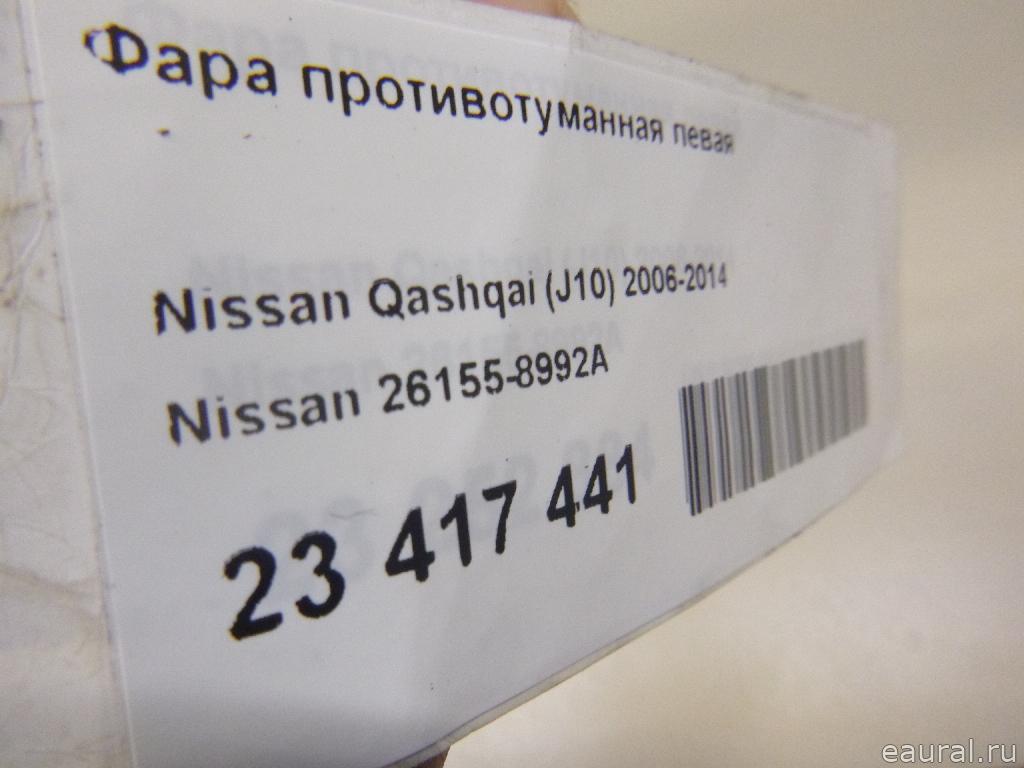 Фара противотуманная левая
Nissan Qashqai (J10) 2006-2014
Nissan 26155-8992A
23 417 441
eaural.ru